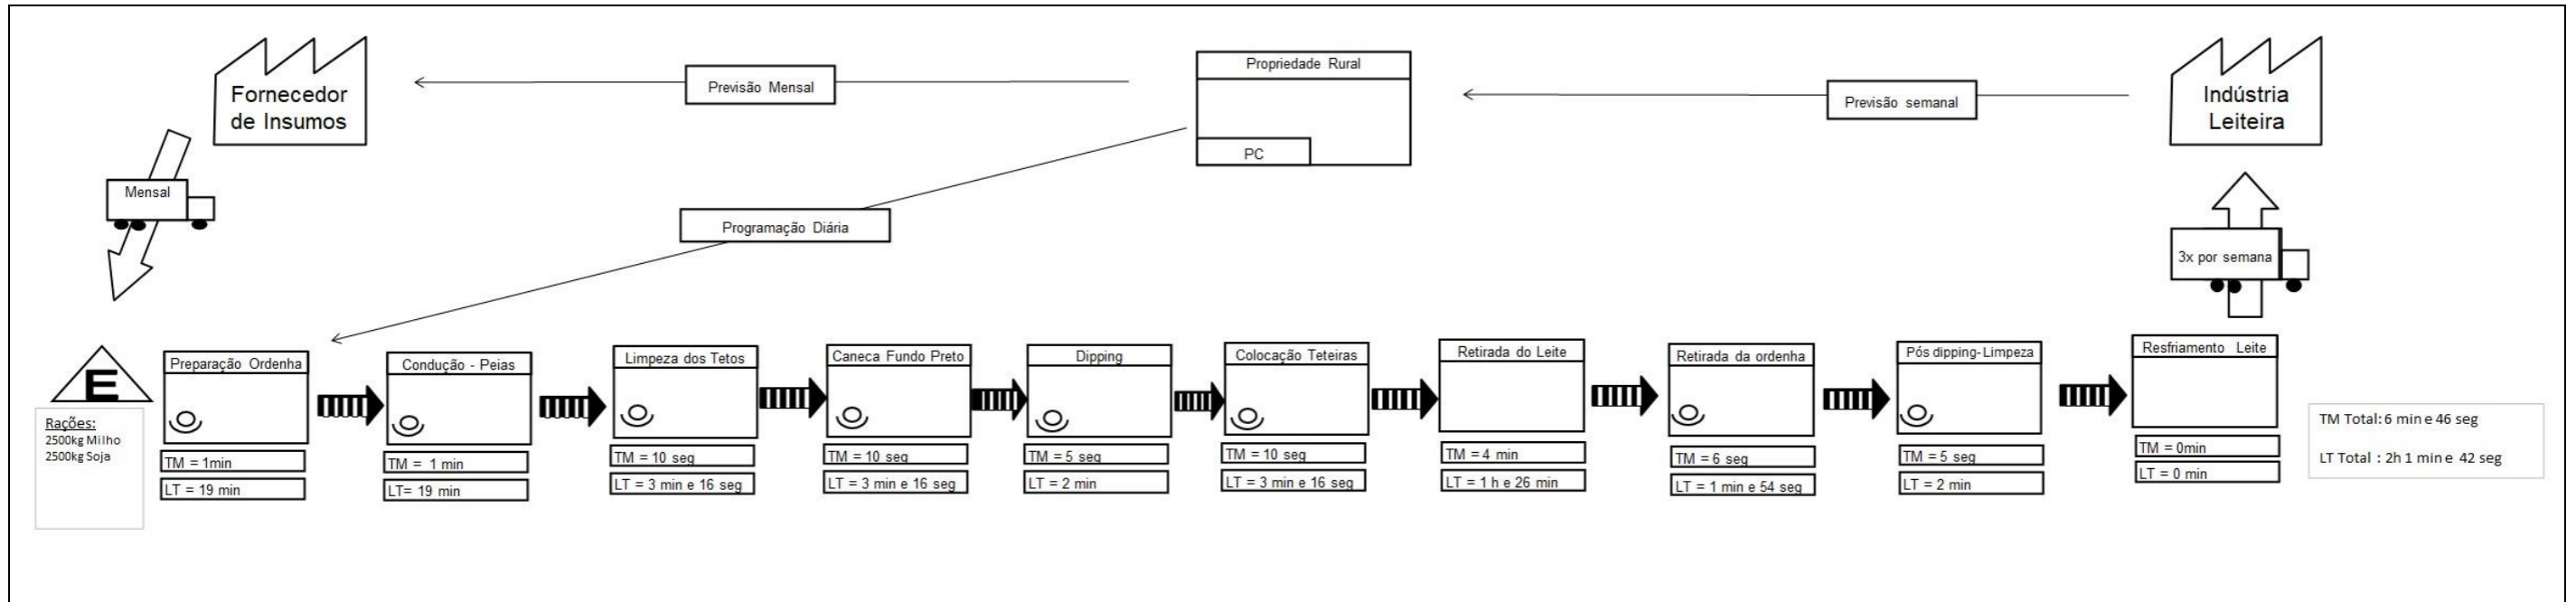 Fornecedor
de Insumos
Previsão Mensal
Propriedade Rural
PC
Previsão semanal
Indústria
Leiteira
Mensal
Programação Diária
3x por semana
E
Rações:
2500kg Milho
2500kg Soja
Preparação Ordenha
TM = 1min
LT = 19 min
Condução - Peias
TM = 1 min
LT= 19 min
Limpeza dos Tetos
TM = 10 seg
LT = 3 min e 16 seg
Caneca Fundo Preto
TM = 10 seg
LT = 3 min e 16 seg
Dipping
TM = 5 seg
LT = 2 min
Colocação Teteiras
TM = 10 seg
LT = 3 min e 16 seg
Retirada do Leite
TM = 4 min
LT = 1 h e 26 min
Retirada da ordenha
TM = 6 seg
LT = 1 min e 54 seg
Pós dipping- Limpeza
TM = 5 seg
LT = 2 min
Resfriamento Leite
TM = 0min
LT = 0 min
TM Total: 6 min e 46 seg
LT Total : 2h 1 min e 42 seg